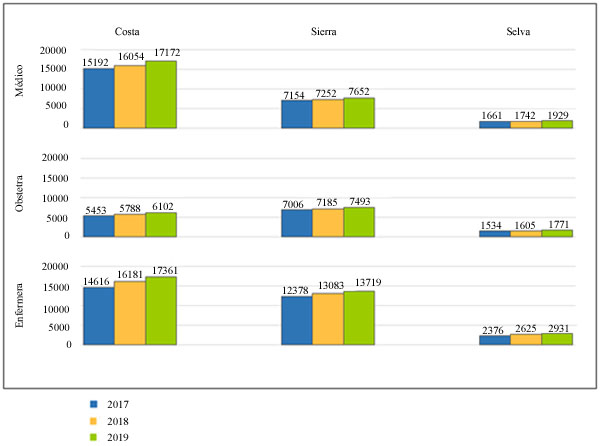 Costa Sierra Selva
Médico
20000
15000
10000
5000
0
15192 16054 17172
7154 7252 7652
1661 1742 1929
Obstetra
20000
15000
10000
5000
0
5453 5788 6102
7006 7185 7493
1534 1605 1771
Enfermera
20000
15000
10000
5000
0
14616 16181 17361
12378 13083 13719
2376 2625 2931
2017
2018
2019